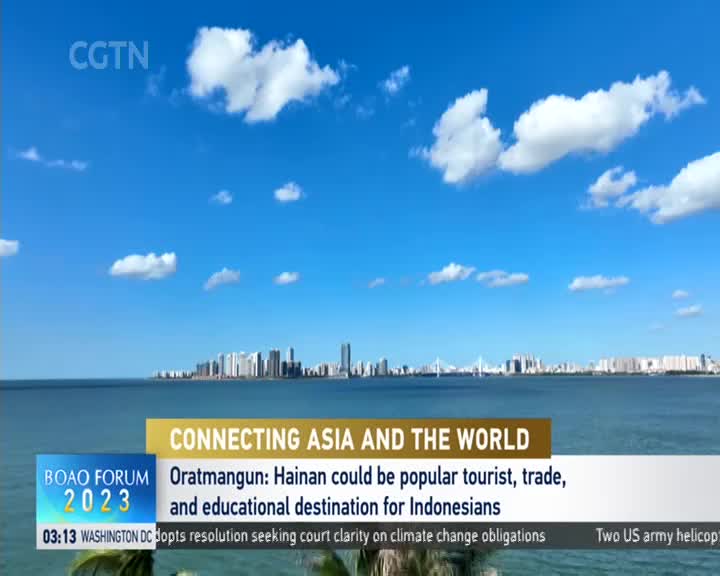 CGTN
CONNECTING ASIA AND THE WORLD
Oratmangun: Hainan could be popular tourist, trade,
and educational destination for Indonesians
BOAO FORUM
2023
03:13 WASHINGTON DC
dopts resolution seeking court clarity on climate change obligations Two US army helicopt